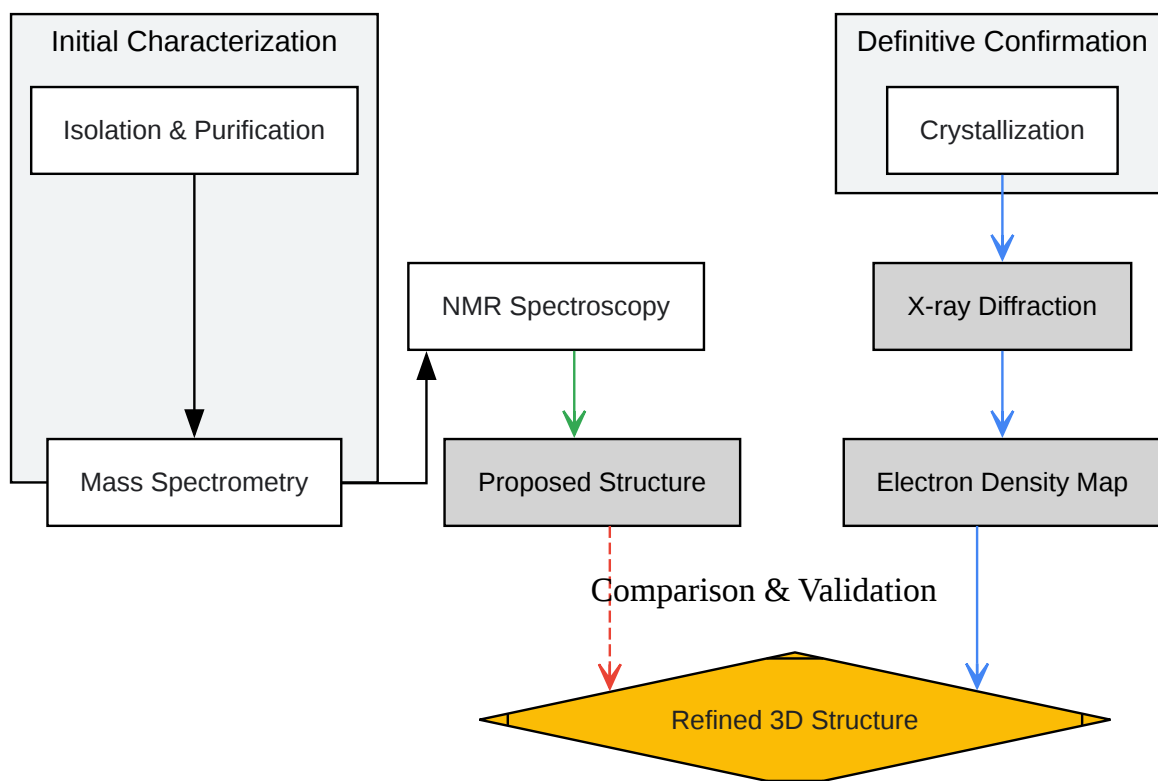 Initial Characterization
Isolation & Purification
Mass Spectrometry
NMR Spectroscopy
Proposed Structure
Definitive Confirmation
Crystallization
X-ray Diffraction
Electron Density Map
Comparison & Validation
Refined 3D Structure